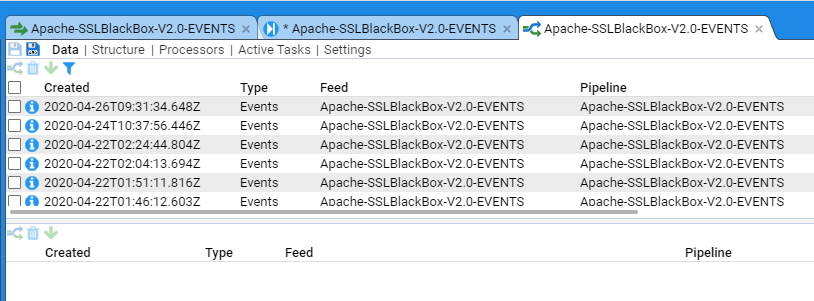 Apache-SSLBlackBox-V2.0-EVENTS × * Apache-SSLBlackBox-V2.0-EVENTS × Apache-SSLBlackBox-V2.0-EVENTS ×
Data | Structure | Processors | Active Tasks | Settings
Created Type Feed Pipeline
2020-04-26T09:31:34.648Z Events Apache-SSLBlackBox-V2.0-EVENTS Apache-SSLBlackBox-V2.0-EVENTS
2020-04-24T10:37:56.446Z Events Apache-SSLBlackBox-V2.0-EVENTS Apache-SSLBlackBox-V2.0-EVENTS
2020-04-22T02:24:44.804Z Events Apache-SSLBlackBox-V2.0-EVENTS Apache-SSLBlackBox-V2.0-EVENTS
2020-04-22T02:04:13.694Z Events Apache-SSLBlackBox-V2.0-EVENTS Apache-SSLBlackBox-V2.0-EVENTS
2020-04-22T01:51:11.816Z Events Apache-SSLBlackBox-V2.0-EVENTS Apache-SSLBlackBox-V2.0-EVENTS
2020-04-22T01:46:12.603Z Events Apache-SSLBlackBox-V2.0-EVENTS Apache-SSLBlackBox-V2.0-EVENTS
Created Type Feed Pipeline